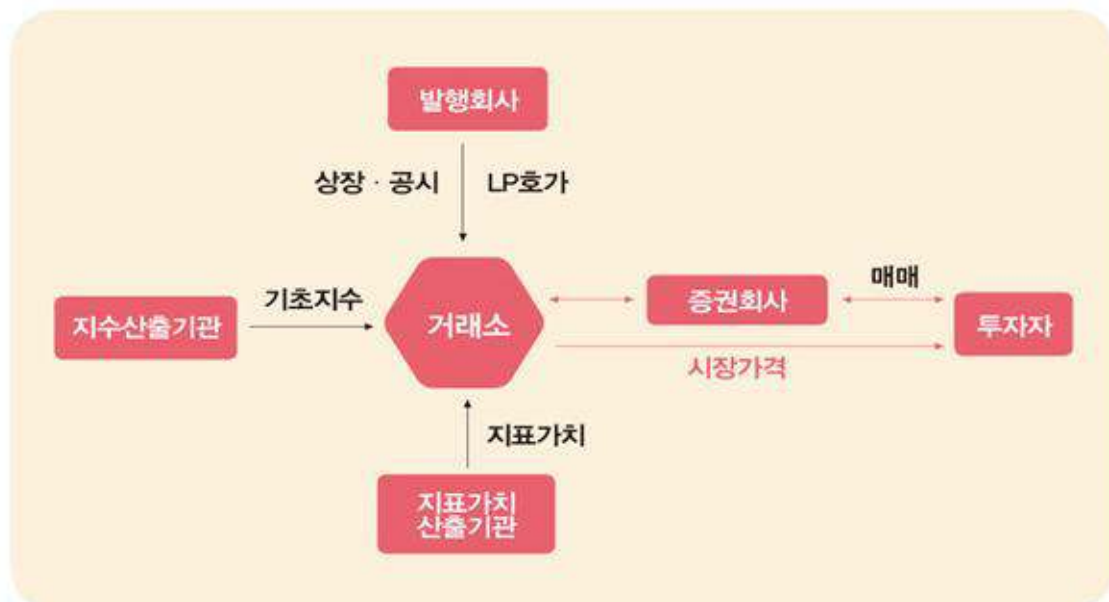 발행회사
상장 · 공시
LP호가
기초지수
지수산출기관
거래소
증권회사
매매
투자자
시장가격
지표가치
지표가치
산출기관